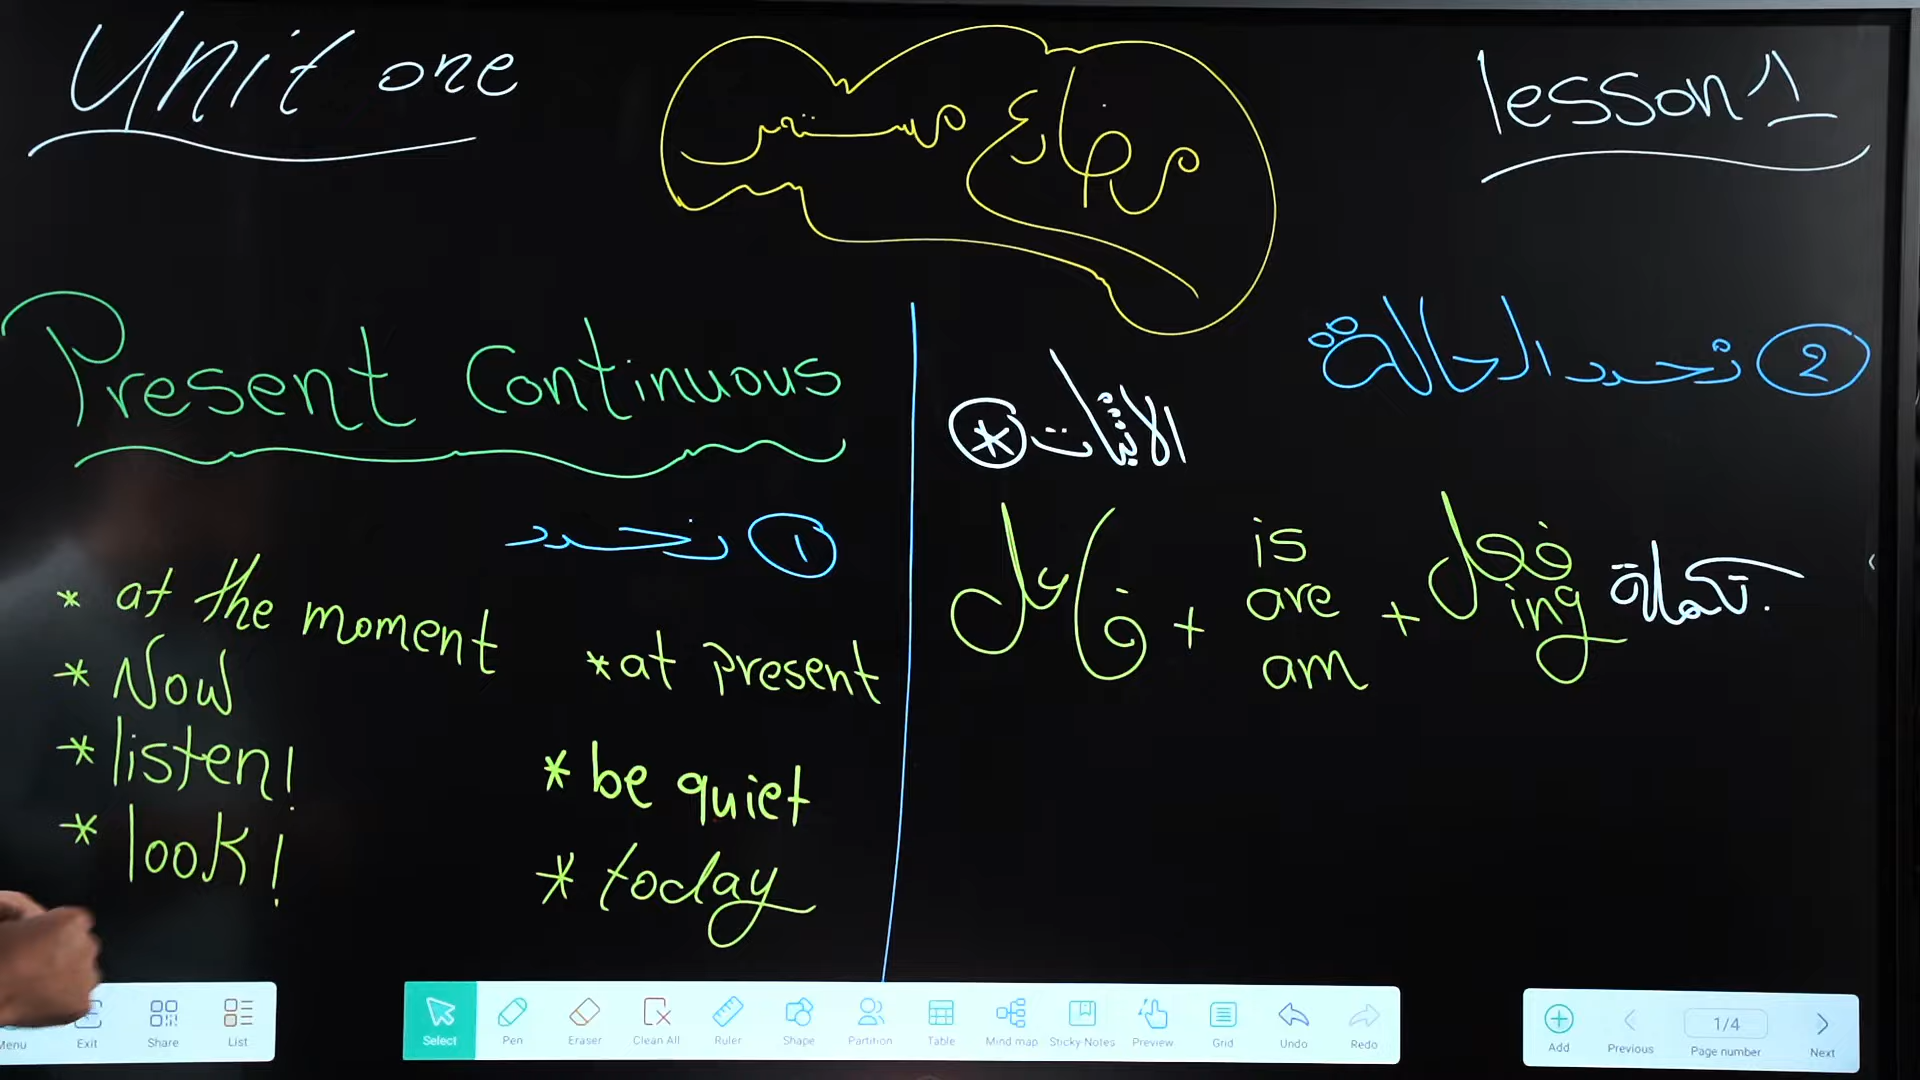 Unit one
مضارع مستمر
lesson 1
Present Continuous
① نحدد
* at the moment
* Now
* listen!
* look!
* at present
* be quiet
* today
② نحدد الحالة
الاثبات *
فاعل + is are am + فعل ing تكملة.
Menu
Exit
Share
List
Select
Pen
Eraser
Clean All
Ruler
Shape
Partition
Table
Mind map
Sticky Notes
Preview
Grid
Undo
Redo
Add
Previous
1/4
Page number
Next